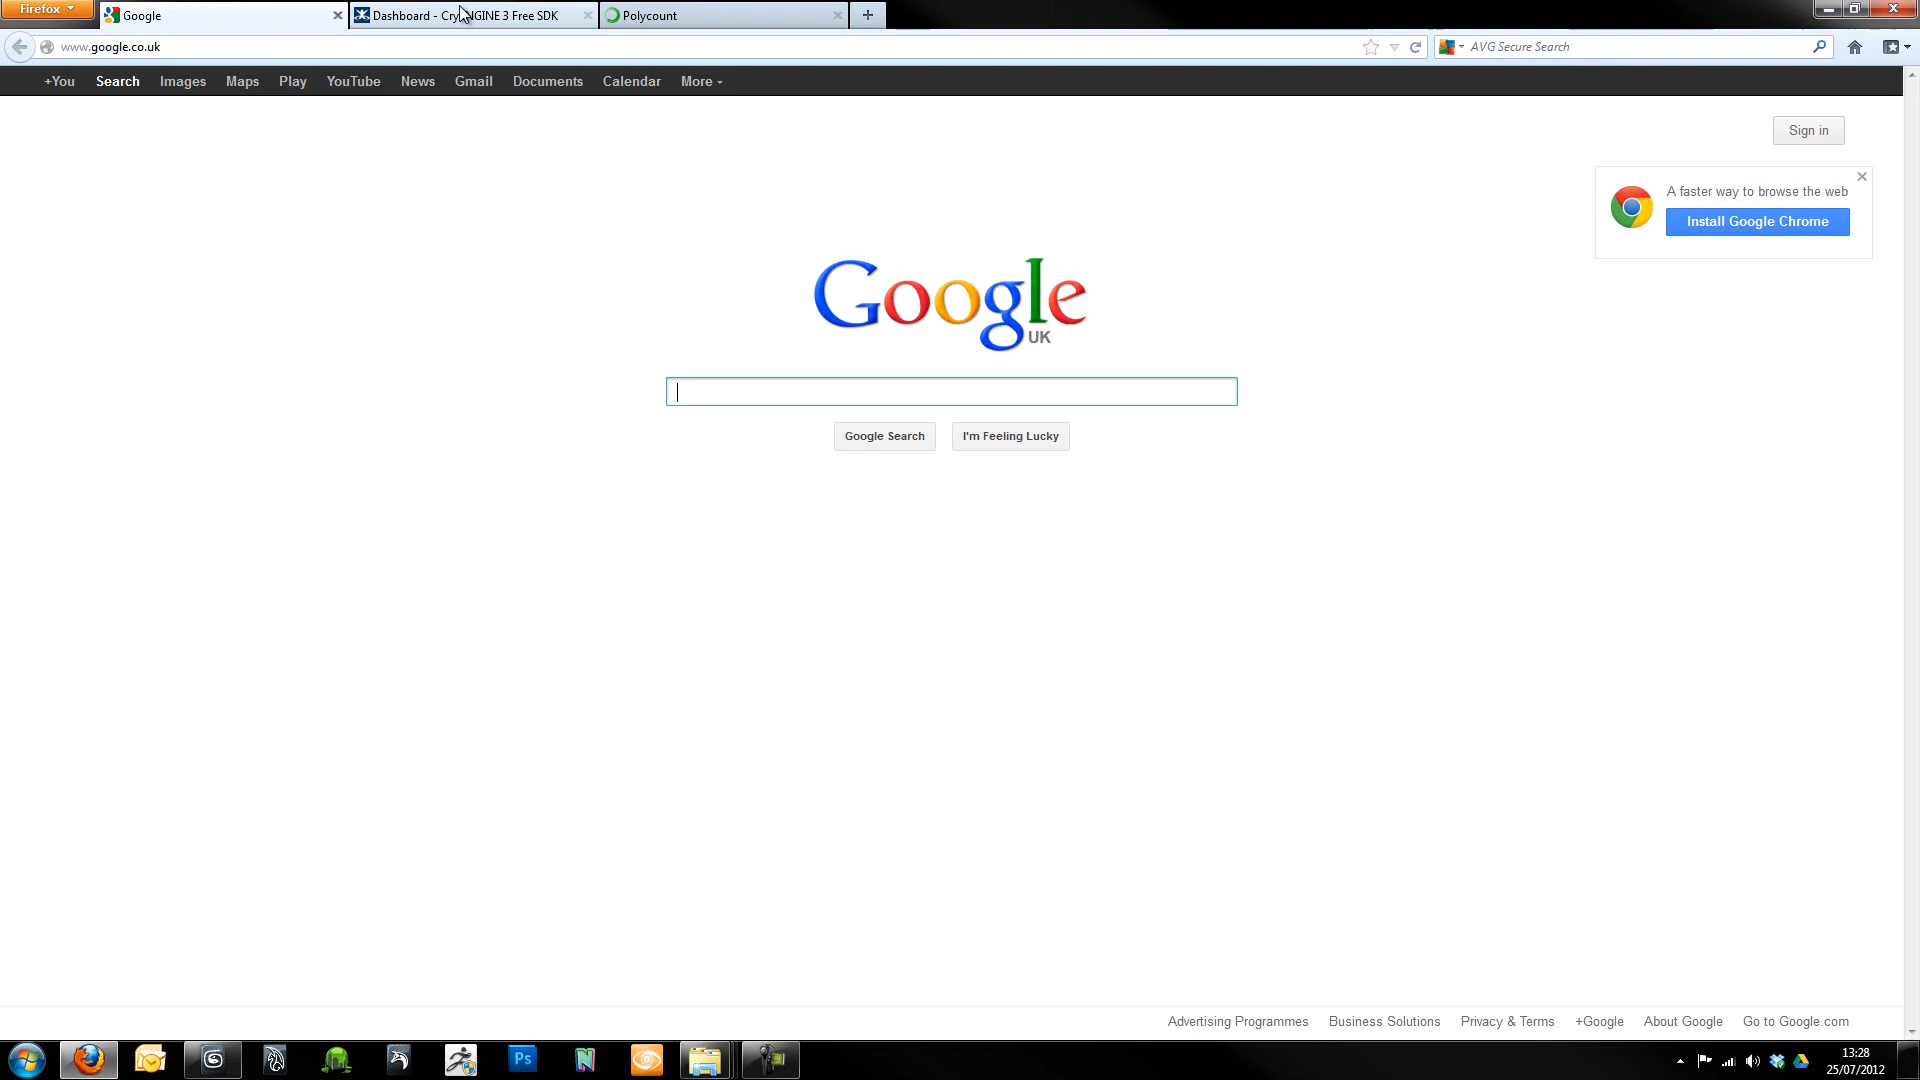 Firefox
Google
Dashboard - CryENGINE 3 Free SDK
Polycount
www.google.co.uk
AVG Secure Search
+You Search Images Maps Play YouTube News Gmail Documents Calendar More
Sign in
A faster way to browse the web
Install Google Chrome
Google
UK
Google Search
I'm Feeling Lucky
Advertising Programmes Business Solutions Privacy & Terms +Google About Google Go to Google.com
Ps
13:28
25/07/2012